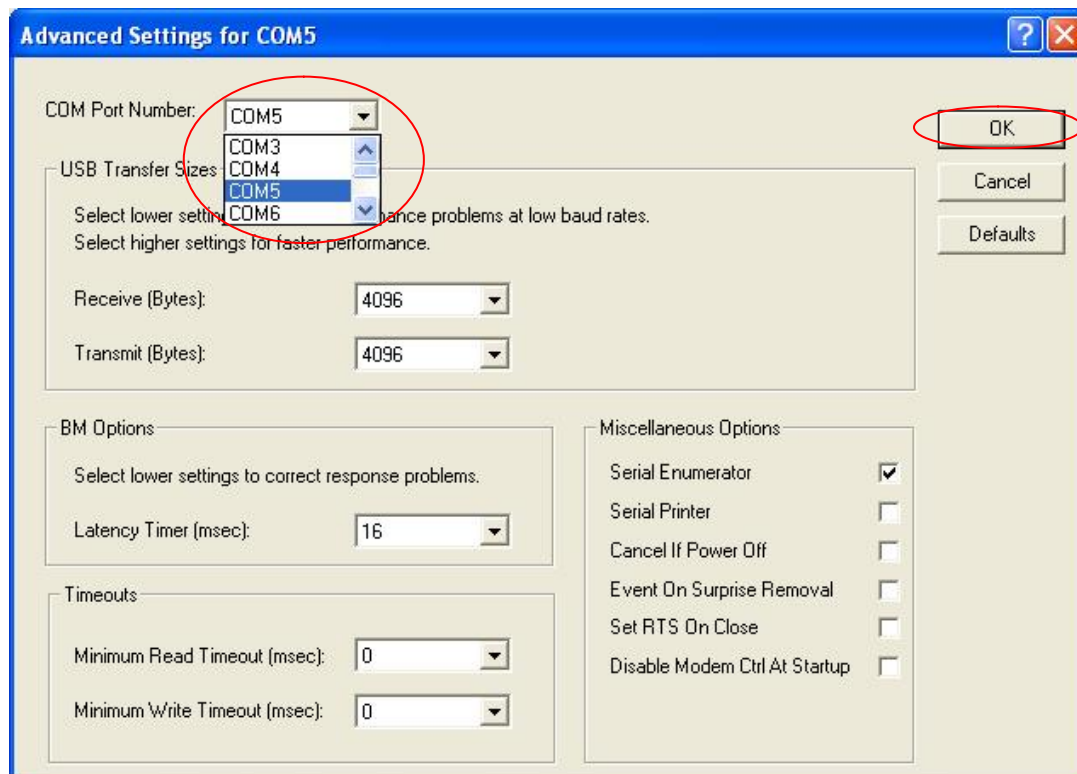 Advanced Settings for COM5
COM Port Number: COM5
COM3
COM4
COM5
COM6
OK
Cancel
Defaults
USB Transfer Sizes
Select lower performance problems at low baud rates.
Select higher settings for faster performance.
Receive (Bytes): 4096
Transmit (Bytes): 4096
BM Options
Select lower settings to correct response problems.
Latency Timer (msec): 16
Timeouts
Minimum Read Timeout (msec): 0
Minimum Write Timeout (msec): 0
Miscellaneous Options
Serial Enumerator
Serial Printer
Cancel If Power Off
Event On Surprise Removal
Set RTS On Close
Disable Modem Ctrl At Startup